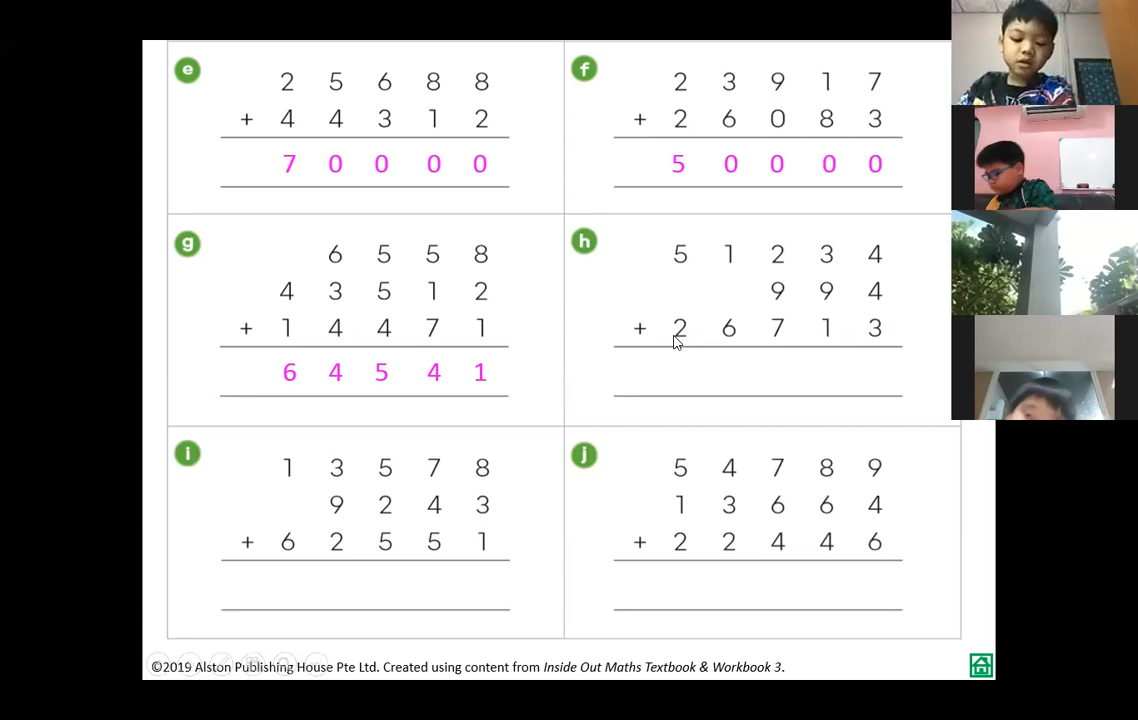 e
2 5 6 8 8
+ 4 4 3 1 2
7 0 0 0 0
f
2 3 9 1 7
+ 2 6 0 8 3
5 0 0 0 0
g
6 5 5 8
4 3 5 1 2
+ 1 4 4 7 1
6 4 5 4 1
h
5 1 2 3 4
9 9 4
+ 2 6 7 1 3
i
1 3 5 7 8
9 2 4 3
+ 6 2 5 5 1
j
5 4 7 8 9
1 3 6 6 4
+ 2 2 4 4 6
©2019 Alston Publishing House Pte Ltd. Created using content from Inside Out Maths Textbook & Workbook 3.